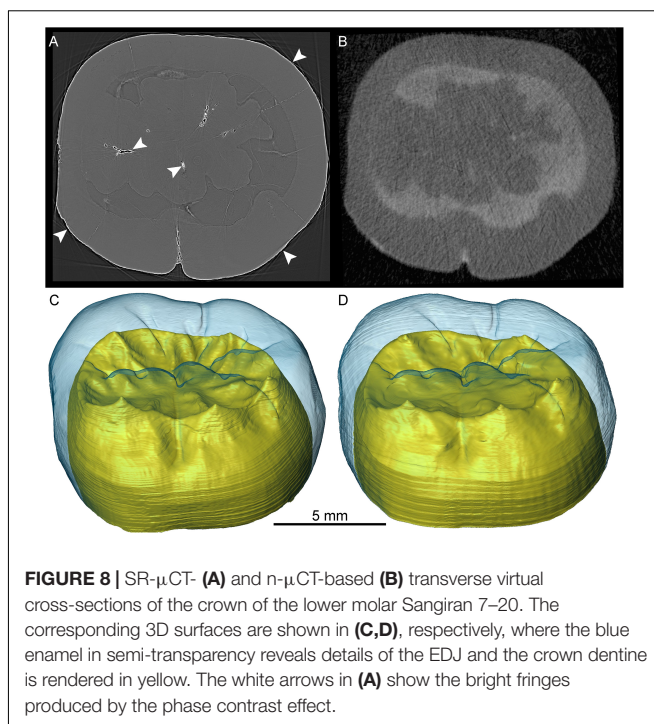 A
B
C
D
5 mm
FIGURE 8 | SR-μCT- (A) and n-μCT-based (B) transverse virtual
cross-sections of the crown of the lower molar Sangiran 7–20. The
corresponding 3D surfaces are shown in (C,D), respectively, where the blue
enamel in semi-transparency reveals details of the EDJ and the crown dentine
is rendered in yellow. The white arrows in (A) show the bright fringes
produced by the phase contrast effect.